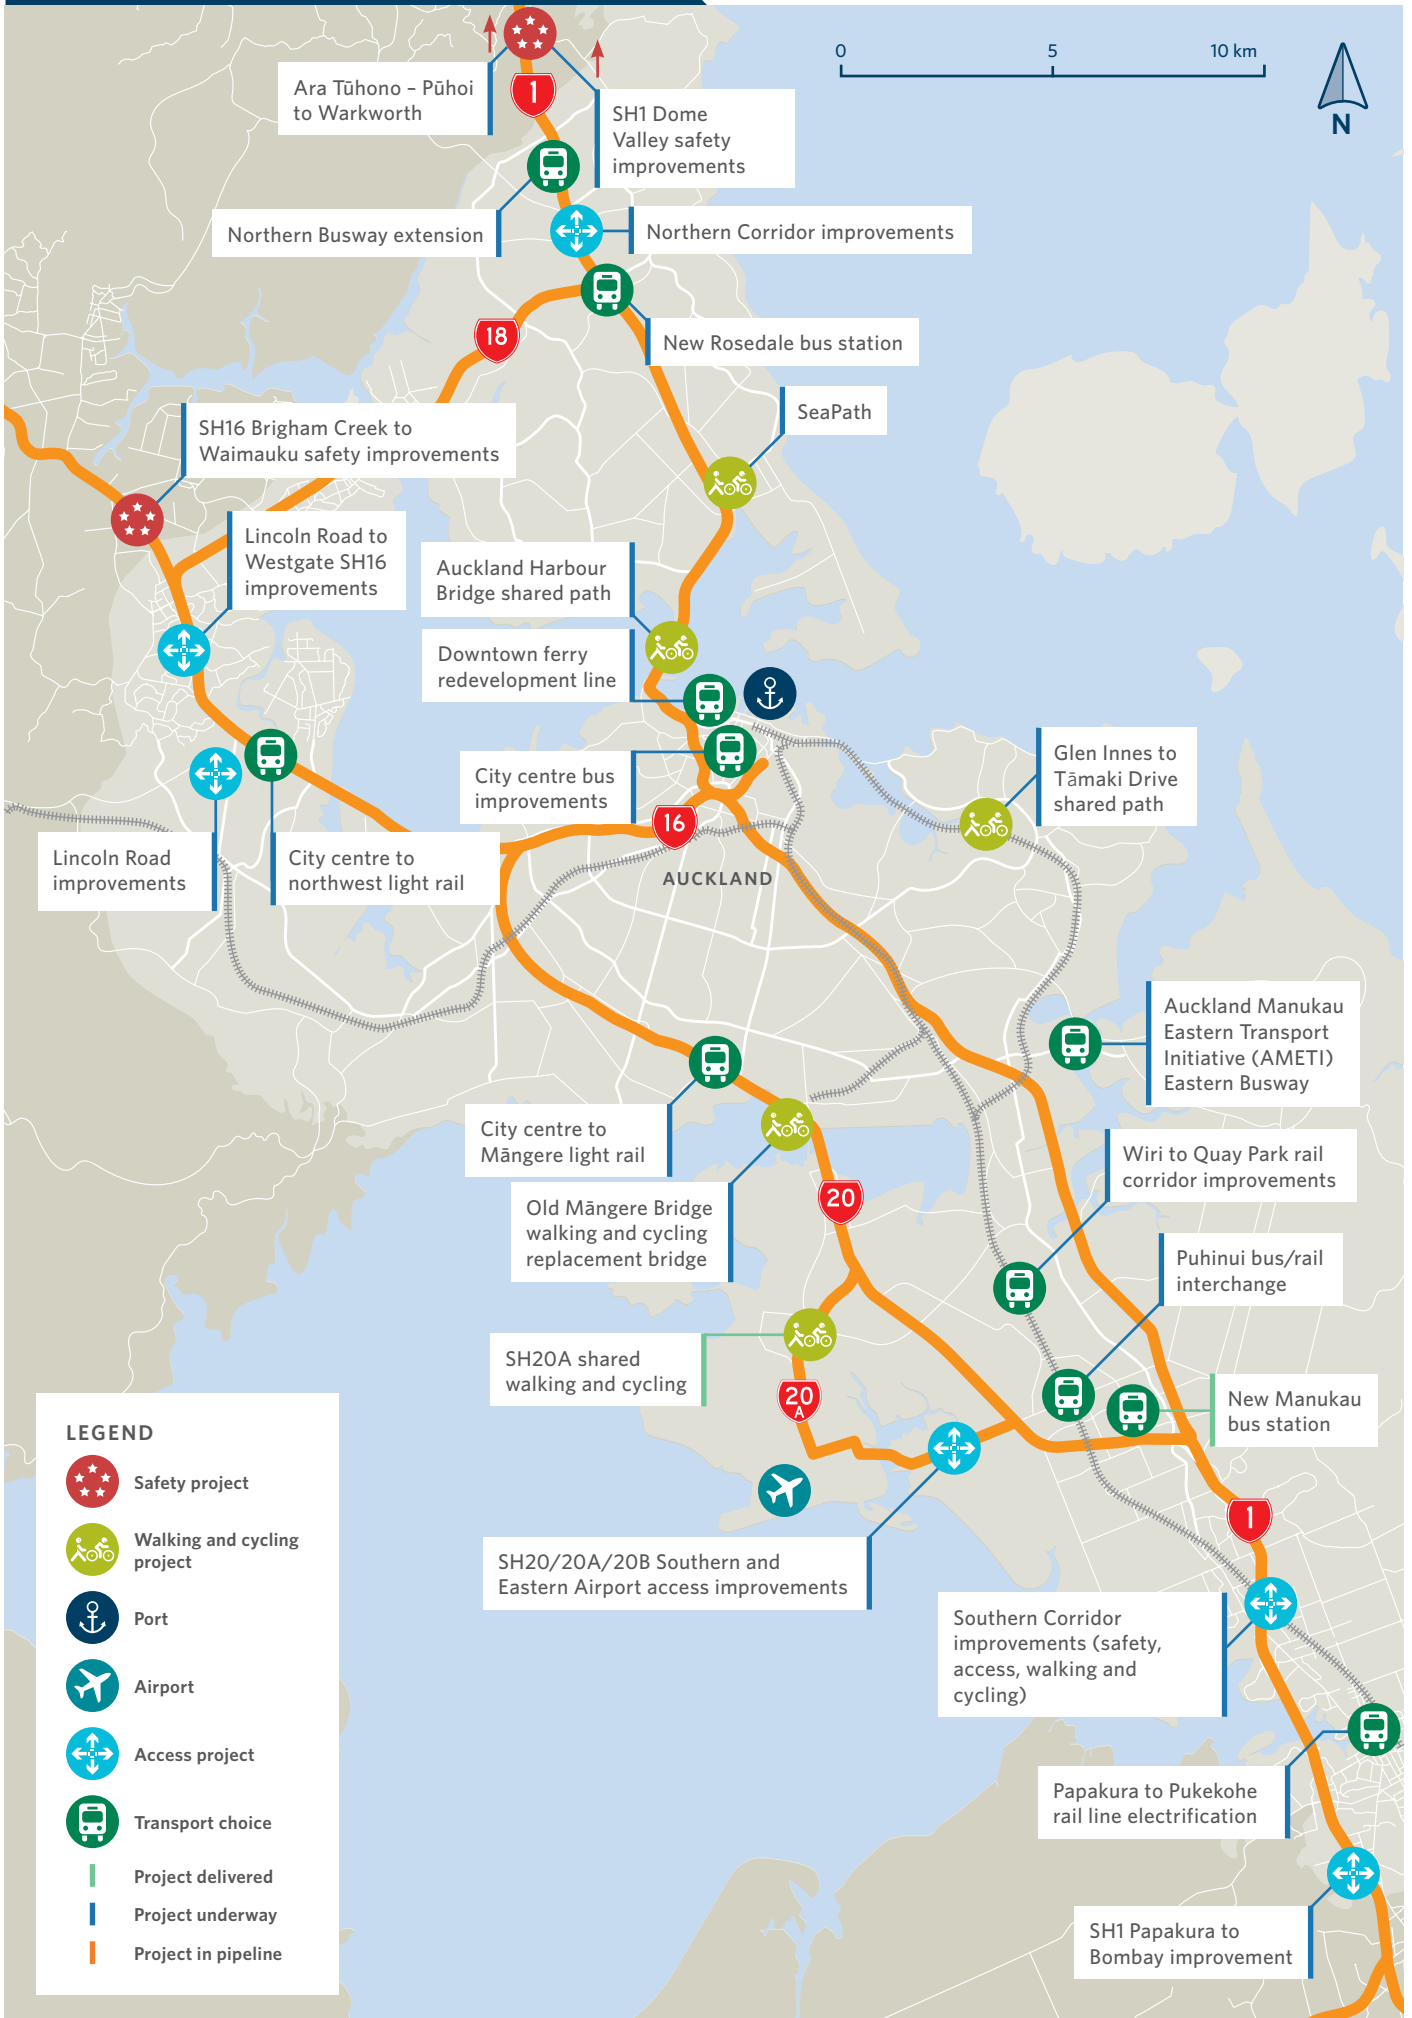 0 5 10 km
N
1
Ara Tūhono – Pūhoi
to Warkworth
SH1 Dome
Valley safety
improvements
Northern Busway extension
Northern Corridor improvements
18
New Rosedale bus station
SeaPath
SH16 Brigham Creek to
Waimauku safety improvements
Lincoln Road to
Westgate SH16
improvements
Auckland Harbour
Bridge shared path
Downtown ferry
redevelopment line
City centre bus
improvements
Glen Innes to
Tāmaki Drive
shared path
16
AUCKLAND
Lincoln Road
improvements
City centre to
northwest light rail
Auckland Manukau
Eastern Transport
Initiative (AMETI)
Eastern Busway
City centre to
Māngere light rail
Wiri to Quay Park rail
corridor improvements
Old Māngere Bridge
walking and cycling
replacement bridge
20
Puhinui bus/rail
interchange
SH20A shared
walking and cycling
20
A
New Manukau
bus station
1
SH20/20A/20B Southern and
Eastern Airport access improvements
Southern Corridor
improvements (safety,
access, walking and
cycling)
Papakura to Pukekohe
rail line electrification
SH1 Papakura to
Bombay improvement
LEGEND
Safety project
Walking and cycling
project
Port
Airport
Access project
Transport choice
Project delivered
Project underway
Project in pipeline